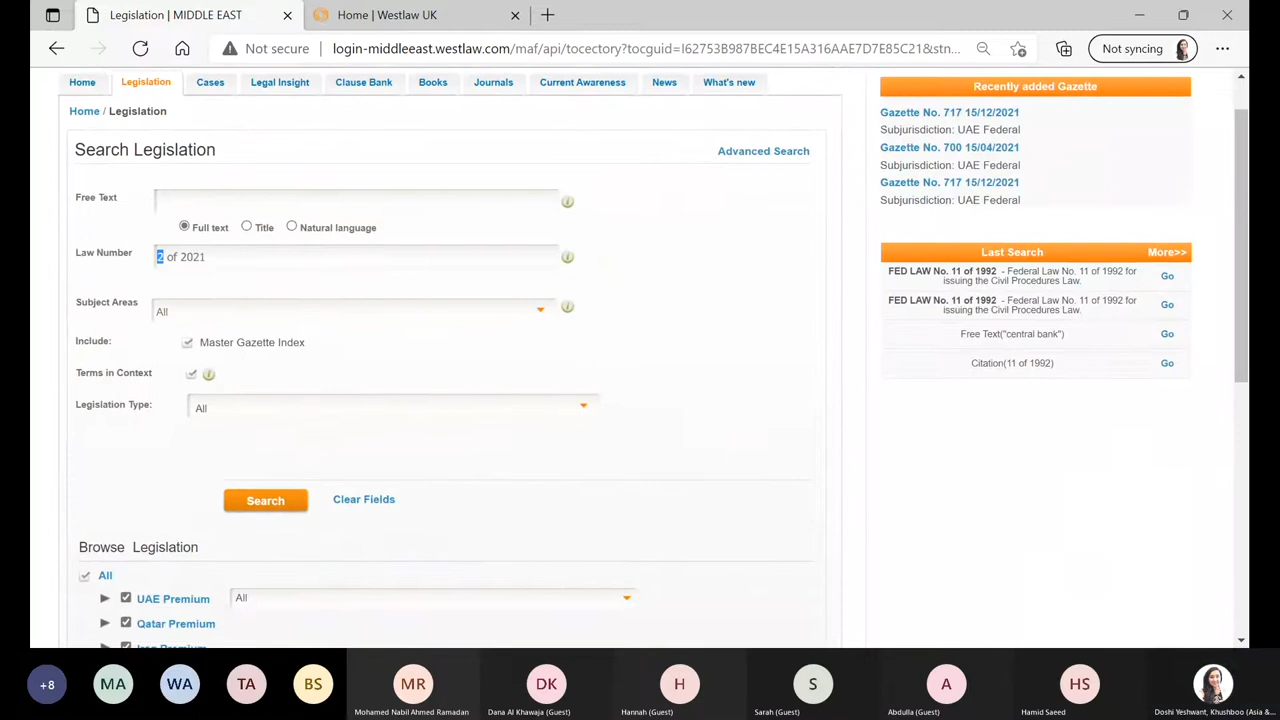 Legislation | MIDDLE EAST
Home | Westlaw UK
Not secure
login-middleeast.westlaw.com/maf/api/tocectory?tocguid=I62753B987BEC4E15A316AAE7D7E85C21&stn...
Not syncing
Home
Legislation
Cases
Legal Insight
Clause Bank
Books
Journals
Current Awareness
News
What's new
Home / Legislation
Search Legislation
Advanced Search
Free Text
Full text
Title
Natural language
Law Number
2 of 2021
Subject Areas
All
Include:
Master Gazette Index
Terms in Context
Legislation Type:
All
Search
Clear Fields
Browse Legislation
All
UAE Premium
All
Qatar Premium
Iraq Premium
Recently added Gazette
Gazette No. 717 15/12/2021
Subjurisdiction: UAE Federal
Gazette No. 700 15/04/2021
Subjurisdiction: UAE Federal
Gazette No. 717 15/12/2021
Subjurisdiction: UAE Federal
Last Search
More>>
FED LAW No. 11 of 1992 - Federal Law No. 11 of 1992 for
issuing the Civil Procedures Law.
Go
FED LAW No. 11 of 1992 - Federal Law No. 11 of 1992 for
issuing the Civil Procedures Law.
Go
Free Text("central bank")
Go
Citation(11 of 1992)
Go
+8
MA
WA
TA
BS
MR
Mohamed Nabil Ahmed Ramadan
DK
Dana Al Khawaja (Guest)
H
Hannah (Guest)
S
Sarah (Guest)
A
Abdulla (Guest)
HS
Hamid Saeed
Doshi Yeshwant, Khushboo (Asia &...